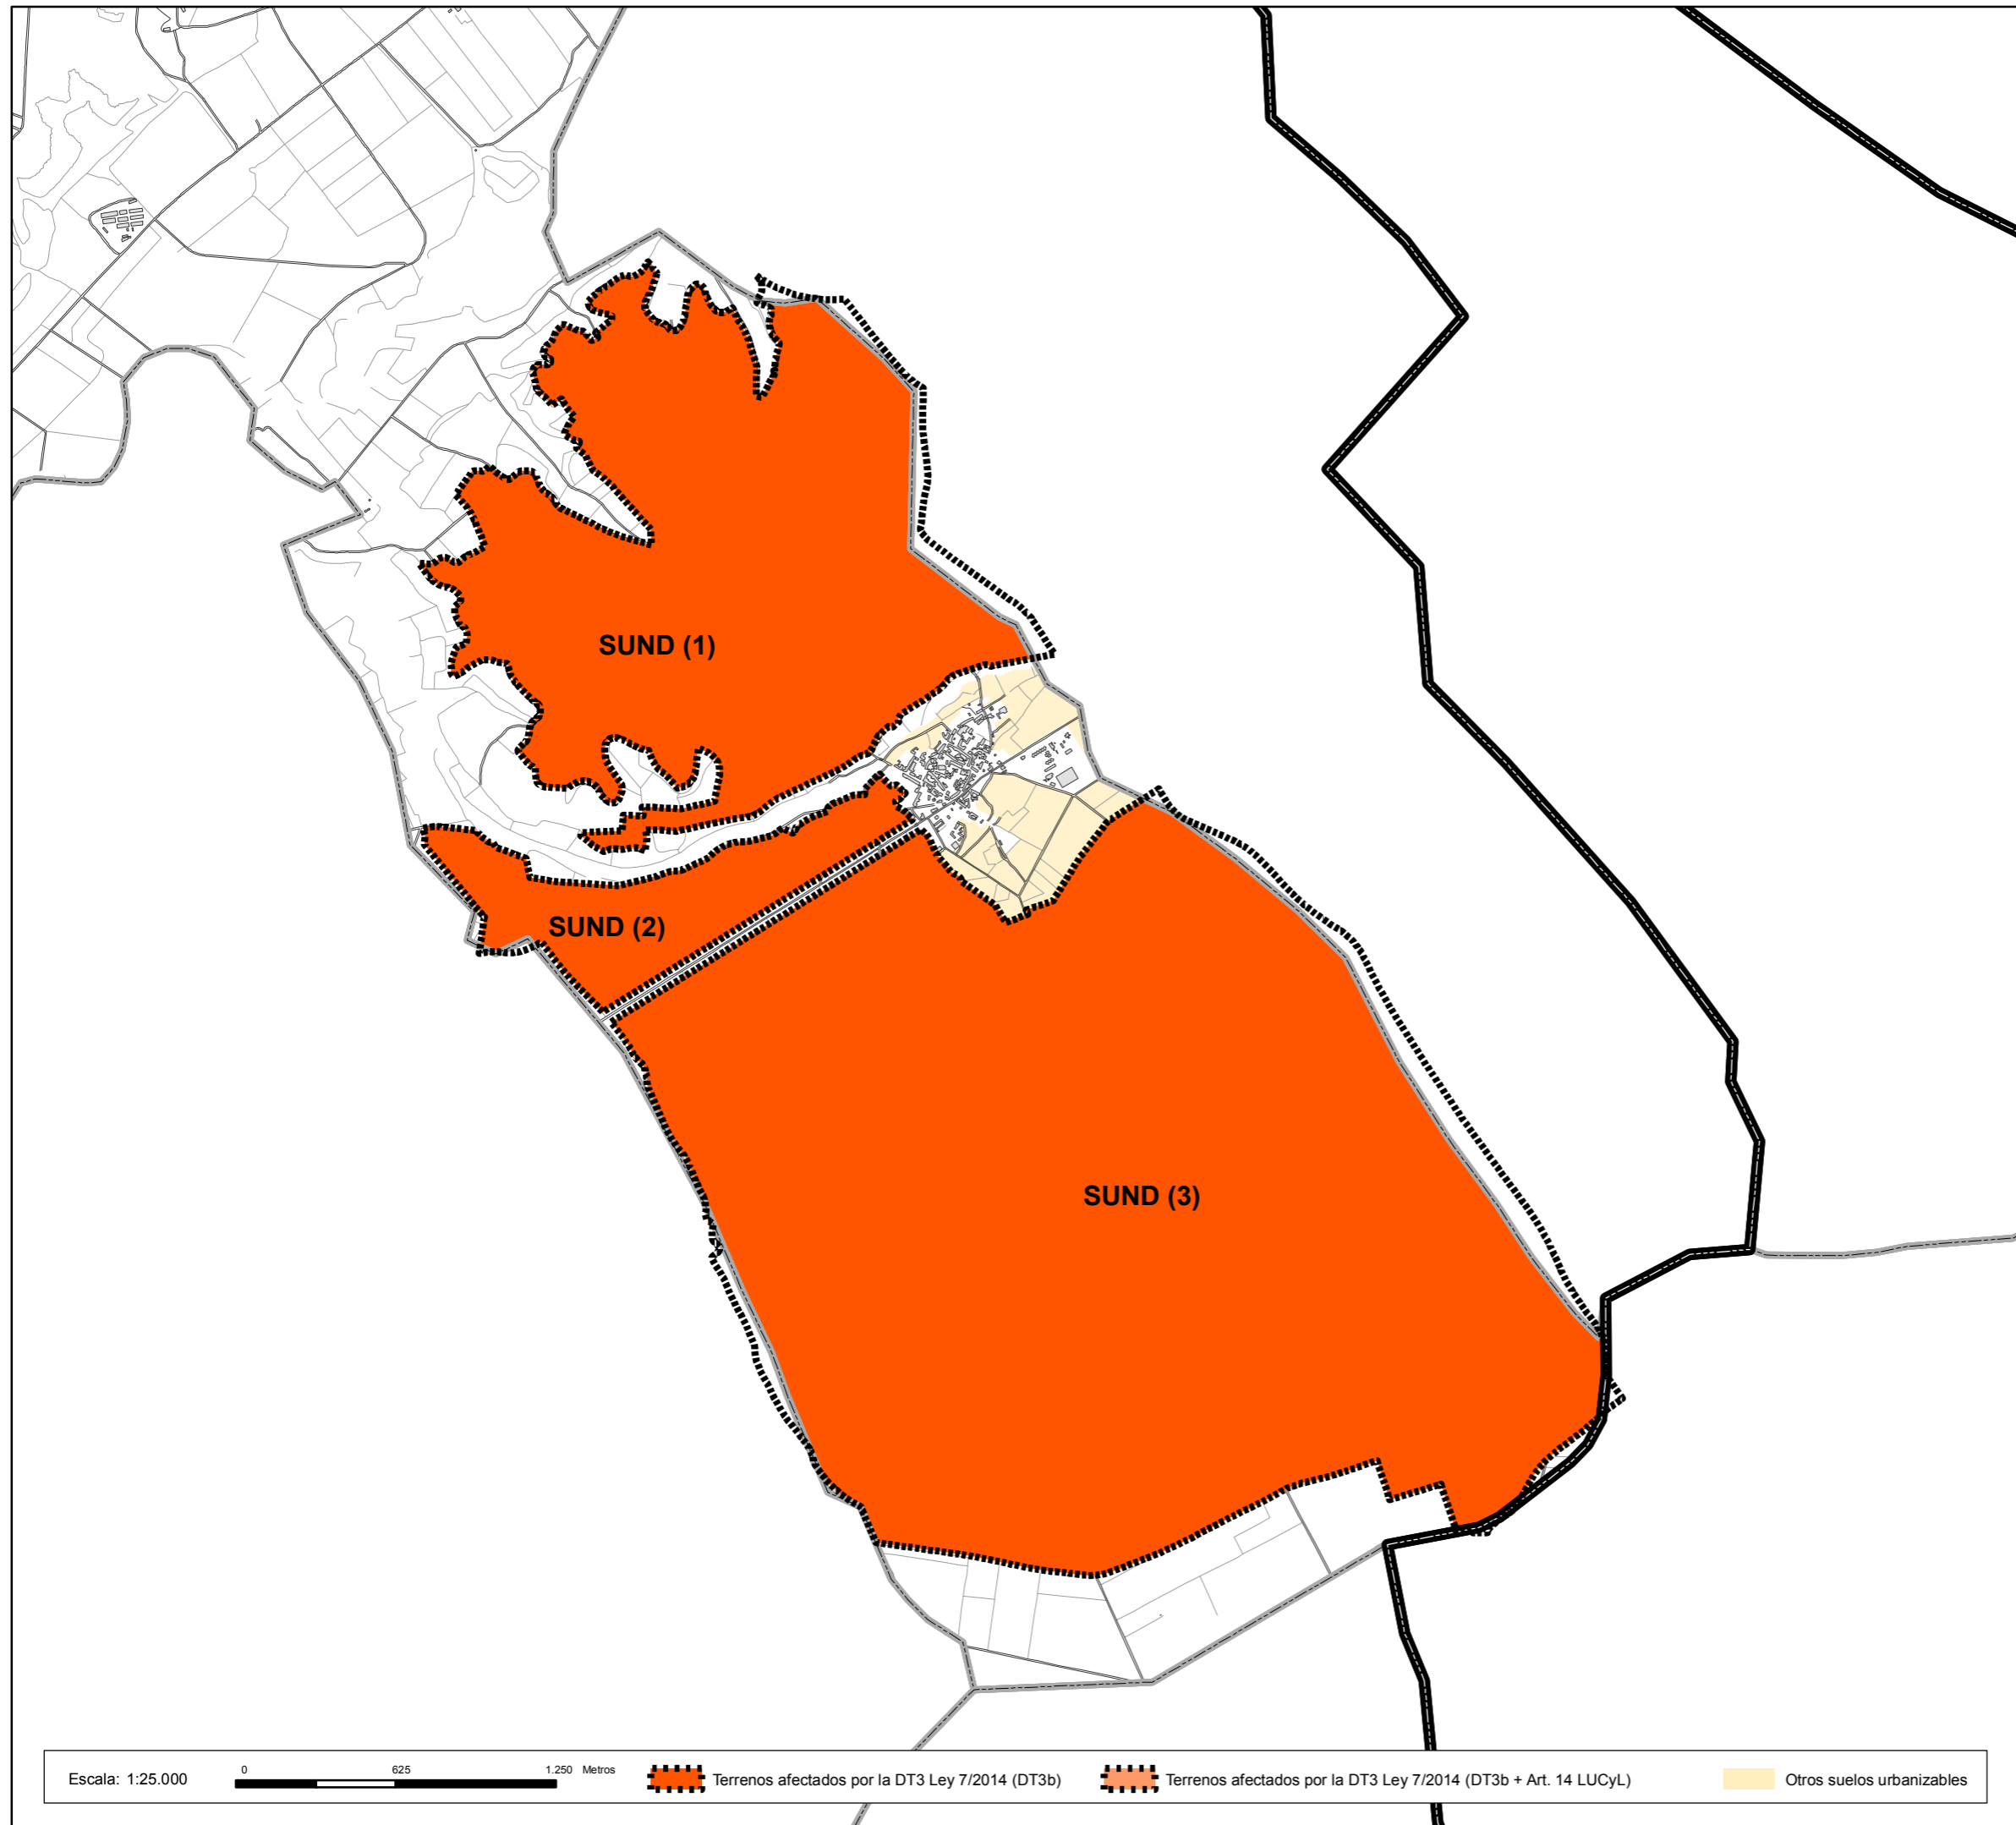 SUND (1)
SUND (2)
SUND (3)
Escala: 1:25.000
0 625 1.250 Metros
Terrenos afectados por la DT3 Ley 7/2014 (DT3b)
Terrenos afectados por la DT3 Ley 7/2014 (DT3b + Art. 14 LUCyL)
Otros suelos urbanizables